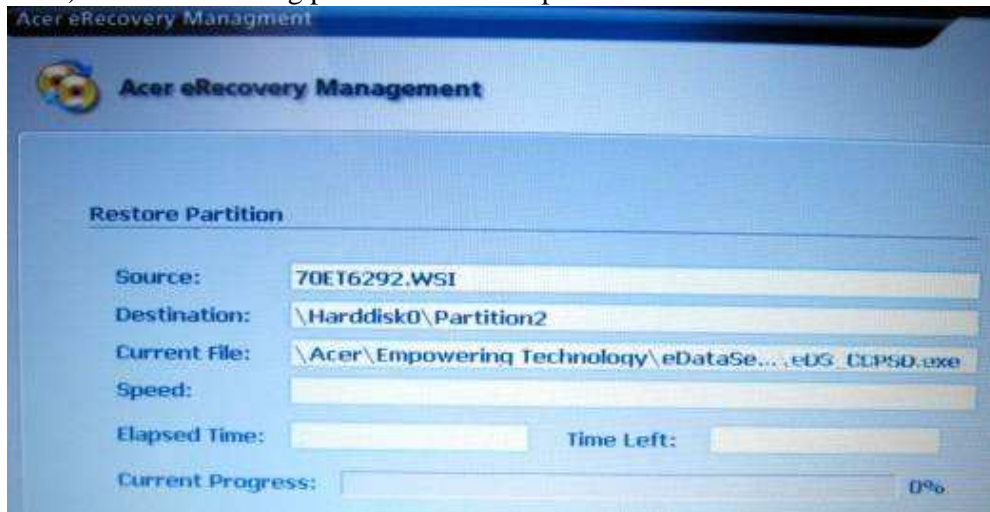 Acer eRecovery Managment
Acer eRecovery Management
Restore Partition
Source: 70ET6292.WSI
Destination: \Harddisk0\Partition2
Current File: \Acer\Empowering Technology\eDataSe...\eDS_CCPSD.exe
Speed:
Elapsed Time: Time Left:
Current Progress: 0%